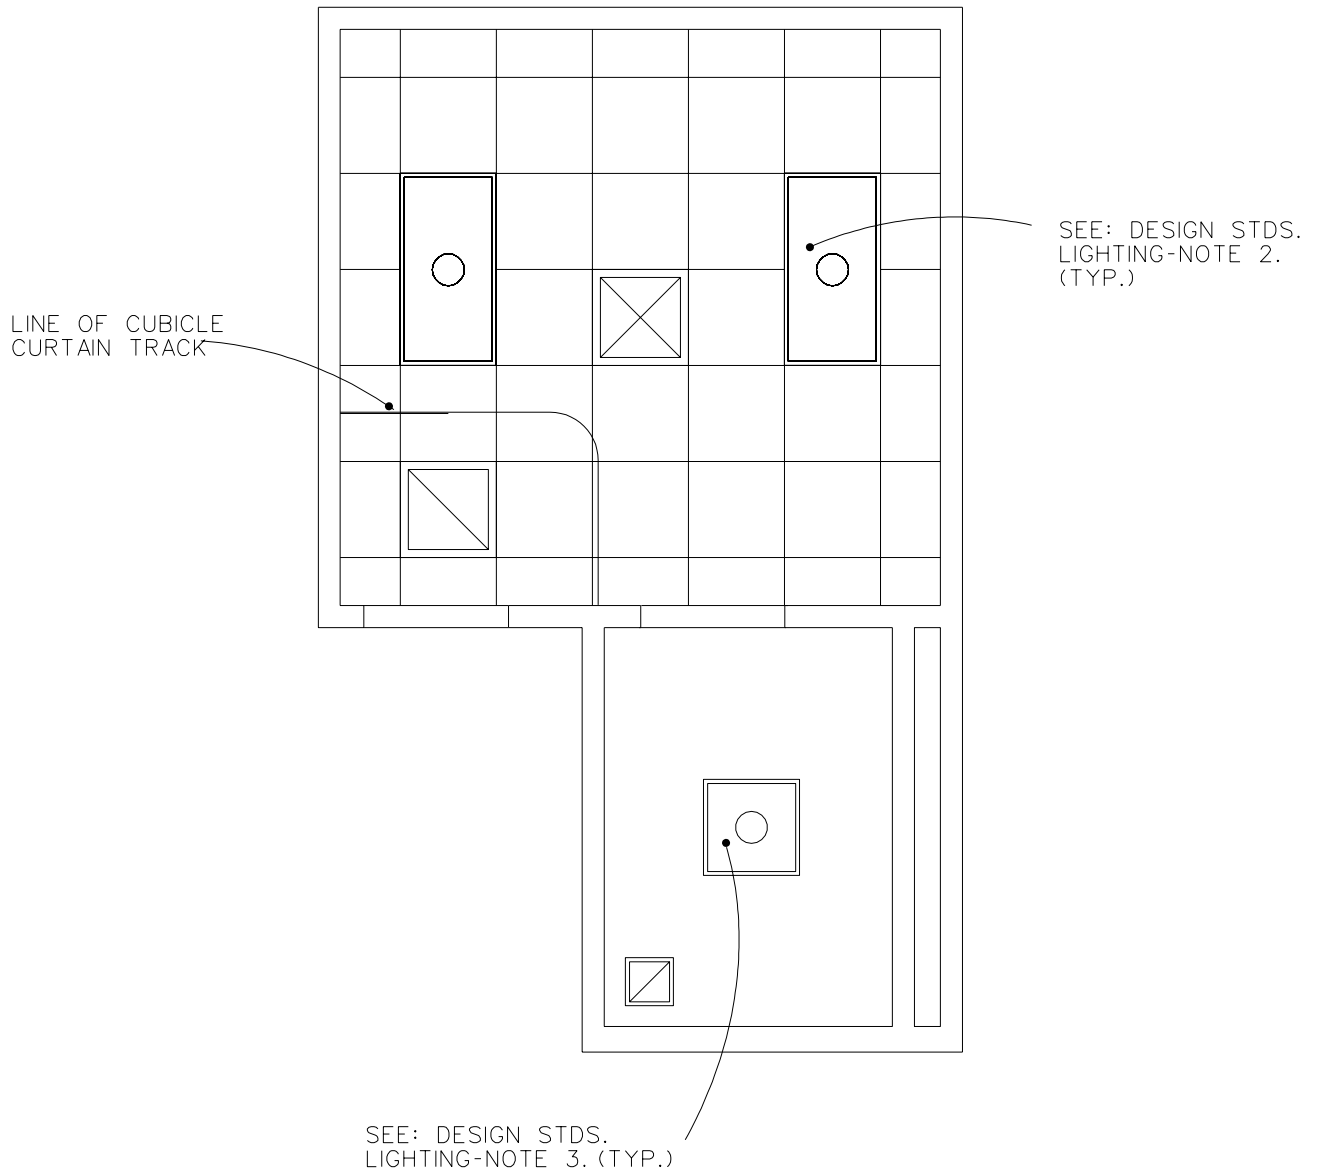 SEE: DESIGN STDS.
LIGHTING-NOTE 2.
(TYP.)
LINE OF CUBICLE
CURTAIN TRACK
SEE: DESIGN STDS.
LIGHTING-NOTE 3.(TYP.)